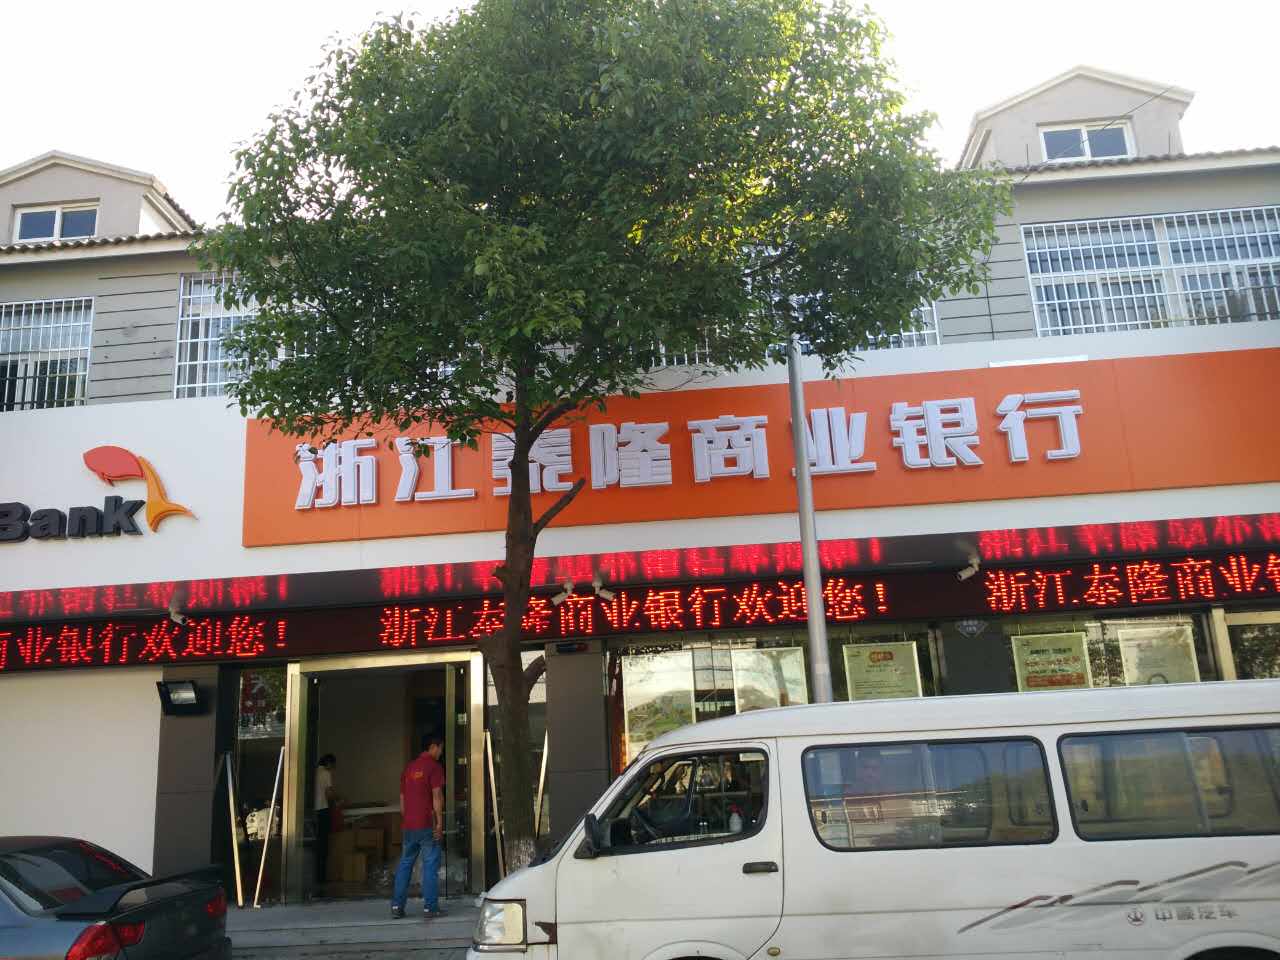 Bank
浙江泰隆商业银行
商业银行欢迎您！
浙江泰隆商业银行欢迎您！
浙江泰隆商业银
中顺汽车